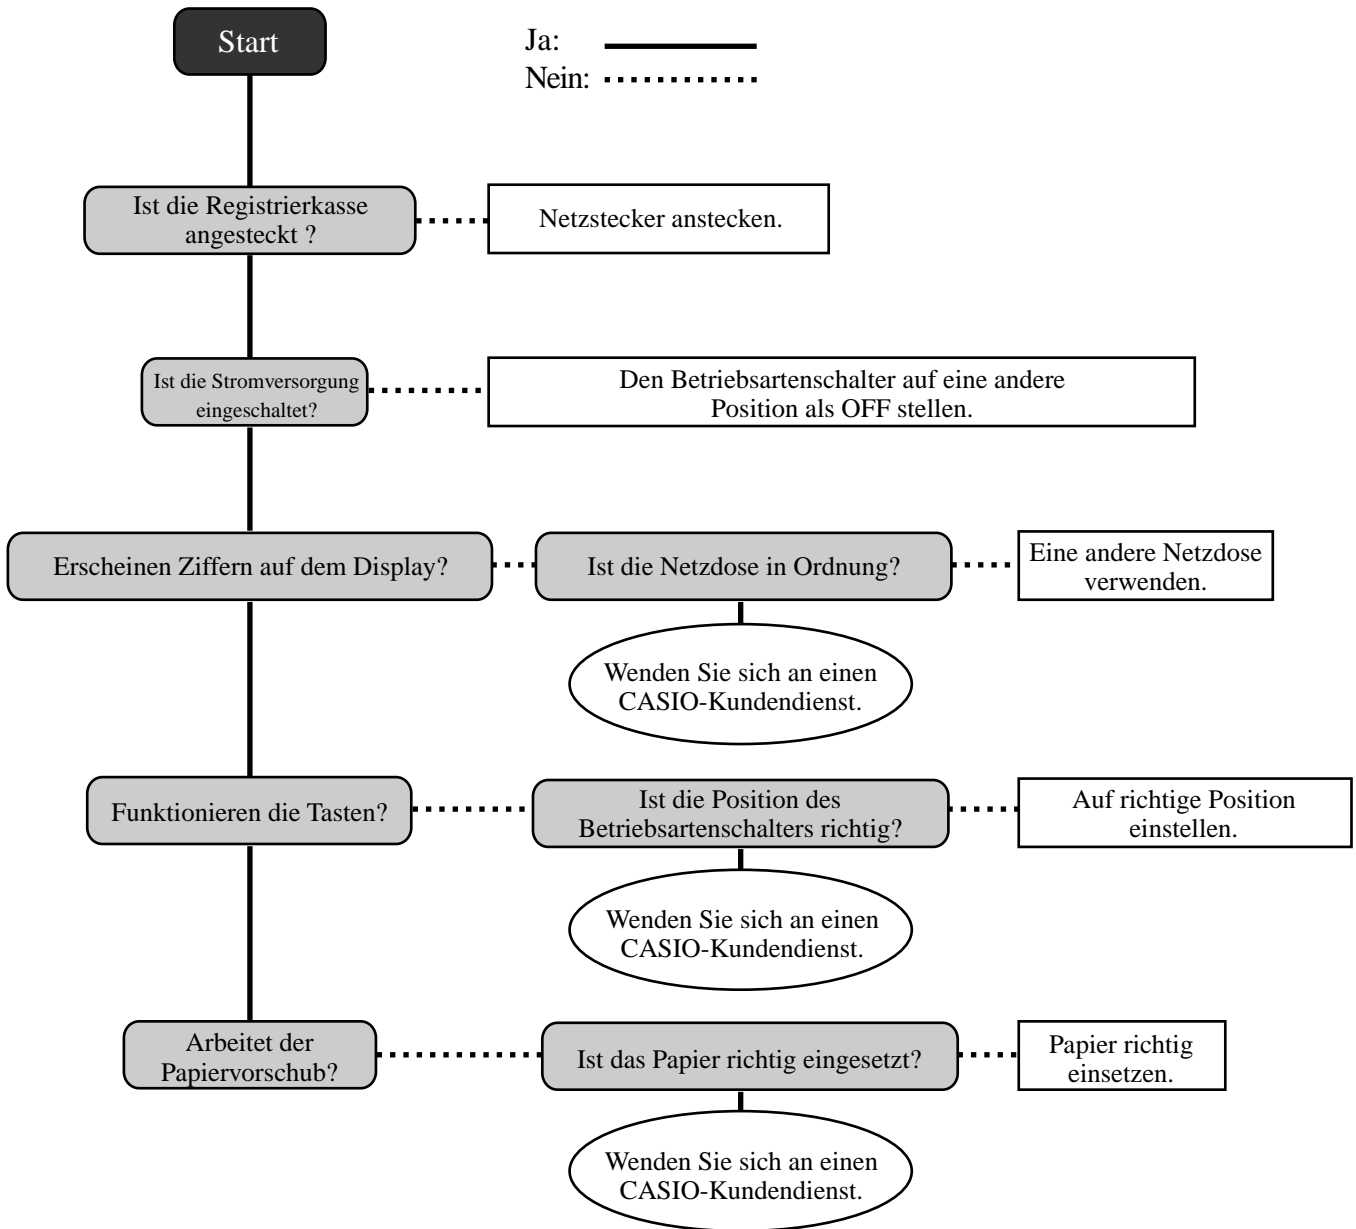 Start
Ja:
Nein:
Ist die Registrierkasse
angesteckt ?
Netzstecker anstecken.
Ist die Stromversorgung
eingeschaltet?
Den Betriebsartenschalter auf eine andere
Position als OFF stellen.
Erscheinen Ziffern auf dem Display?
Ist die Netzdose in Ordnung?
Eine andere Netzdose
verwenden.
Wenden Sie sich an einen
CASIO-Kundendienst.
Funktionieren die Tasten?
Ist die Position des
Betriebsartenschalters richtig?
Auf richtige Position
einstellen.
Wenden Sie sich an einen
CASIO-Kundendienst.
Arbeitet der
Papiervorschub?
Ist das Papier richtig eingesetzt?
Papier richtig
einsetzen.
Wenden Sie sich an einen
CASIO-Kundendienst.